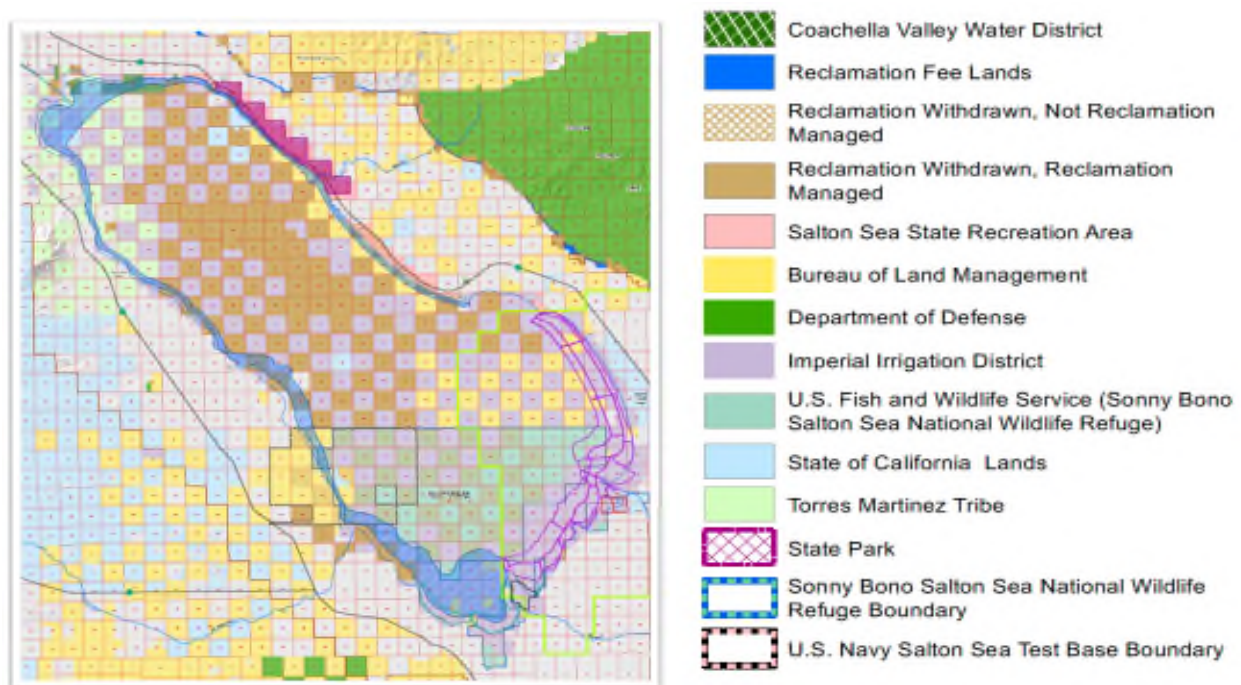 Coachella Valley Water District
Reclamation Fee Lands
Reclamation Withdrawn, Not Reclamation
Managed
Reclamation Withdrawn, Reclamation
Managed
Salton Sea State Recreation Area
Bureau of Land Management
Department of Defense
Imperial Irrigation District
U.S. Fish and Wildlife Service (Sonny Bono
Salton Sea National Wildlife Refuge)
State of California Lands
Torres Martinez Tribe
State Park
Sonny Bono Salton Sea National Wildlife
Refuge Boundary
U.S. Navy Salton Sea Test Base Boundary